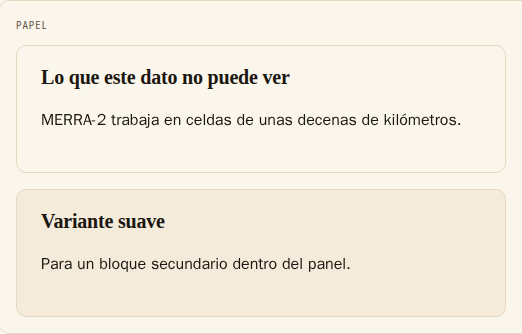 PAPEL
Lo que este dato no puede ver
MERRA-2 trabaja en celdas de unas decenas de kilómetros.
Variante suave
Para un bloque secundario dentro del panel.